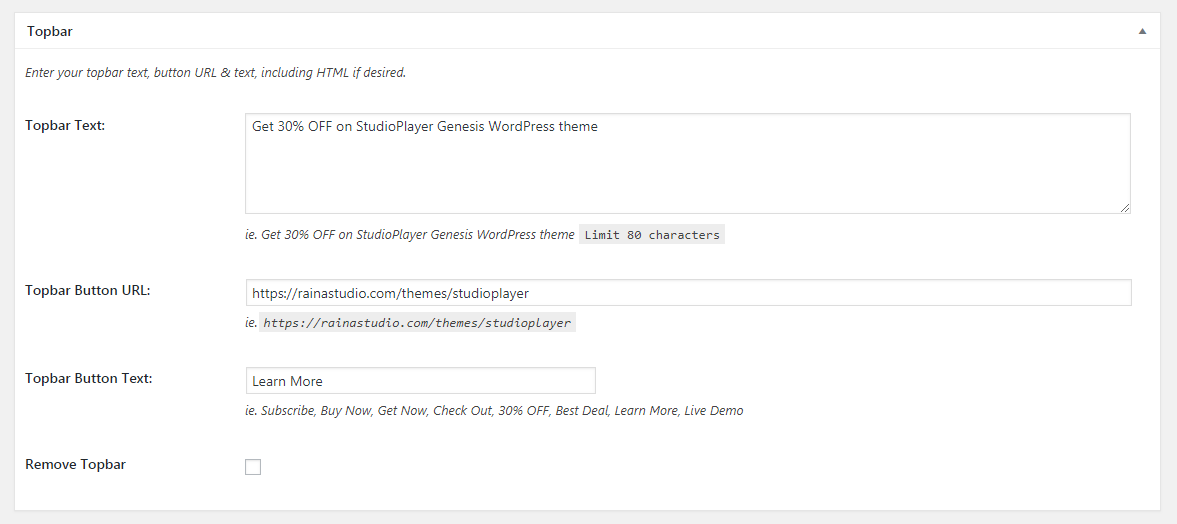 Topbar
Enter your topbar text, button URL & text, including HTML if desired.
Topbar Text:
Get 30% OFF on StudioPlayer Genesis WordPress theme
ie. Get 30% OFF on StudioPlayer Genesis WordPress theme Limit 80 characters
Topbar Button URL:
https://rainastudio.com/themes/studioplayer
ie. https://rainastudio.com/themes/studioplayer
Topbar Button Text:
Learn More
ie. Subscribe, Buy Now, Get Now, Check Out, 30% OFF, Best Deal, Learn More, Live Demo
Remove Topbar